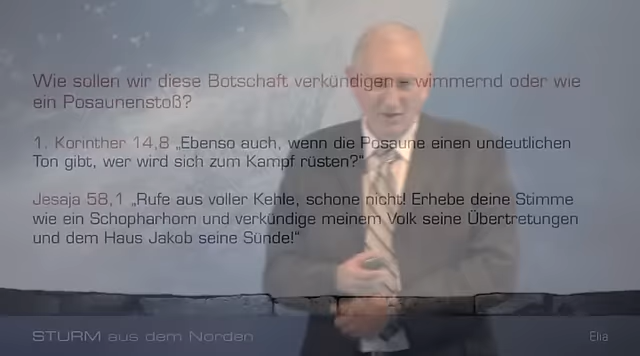 Wie sollen wir diese Botschaft verkündigen - wimmernd oder wie
ein Posaunenstoß?
1. Korinther 14,8 „Ebenso auch, wenn die Posaune einen undeutlichen
Ton gibt, wer wird sich zum Kampf rüsten?“
Jesaja 58,1 „Rufe aus voller Kehle, schone nicht! Erhebe deine Stimme
wie ein Schopharhorn und verkündige meinem Volk seine Übertretungen
und dem Haus Jakob seine Sünde!“
STURM aus dem Norden
Elia